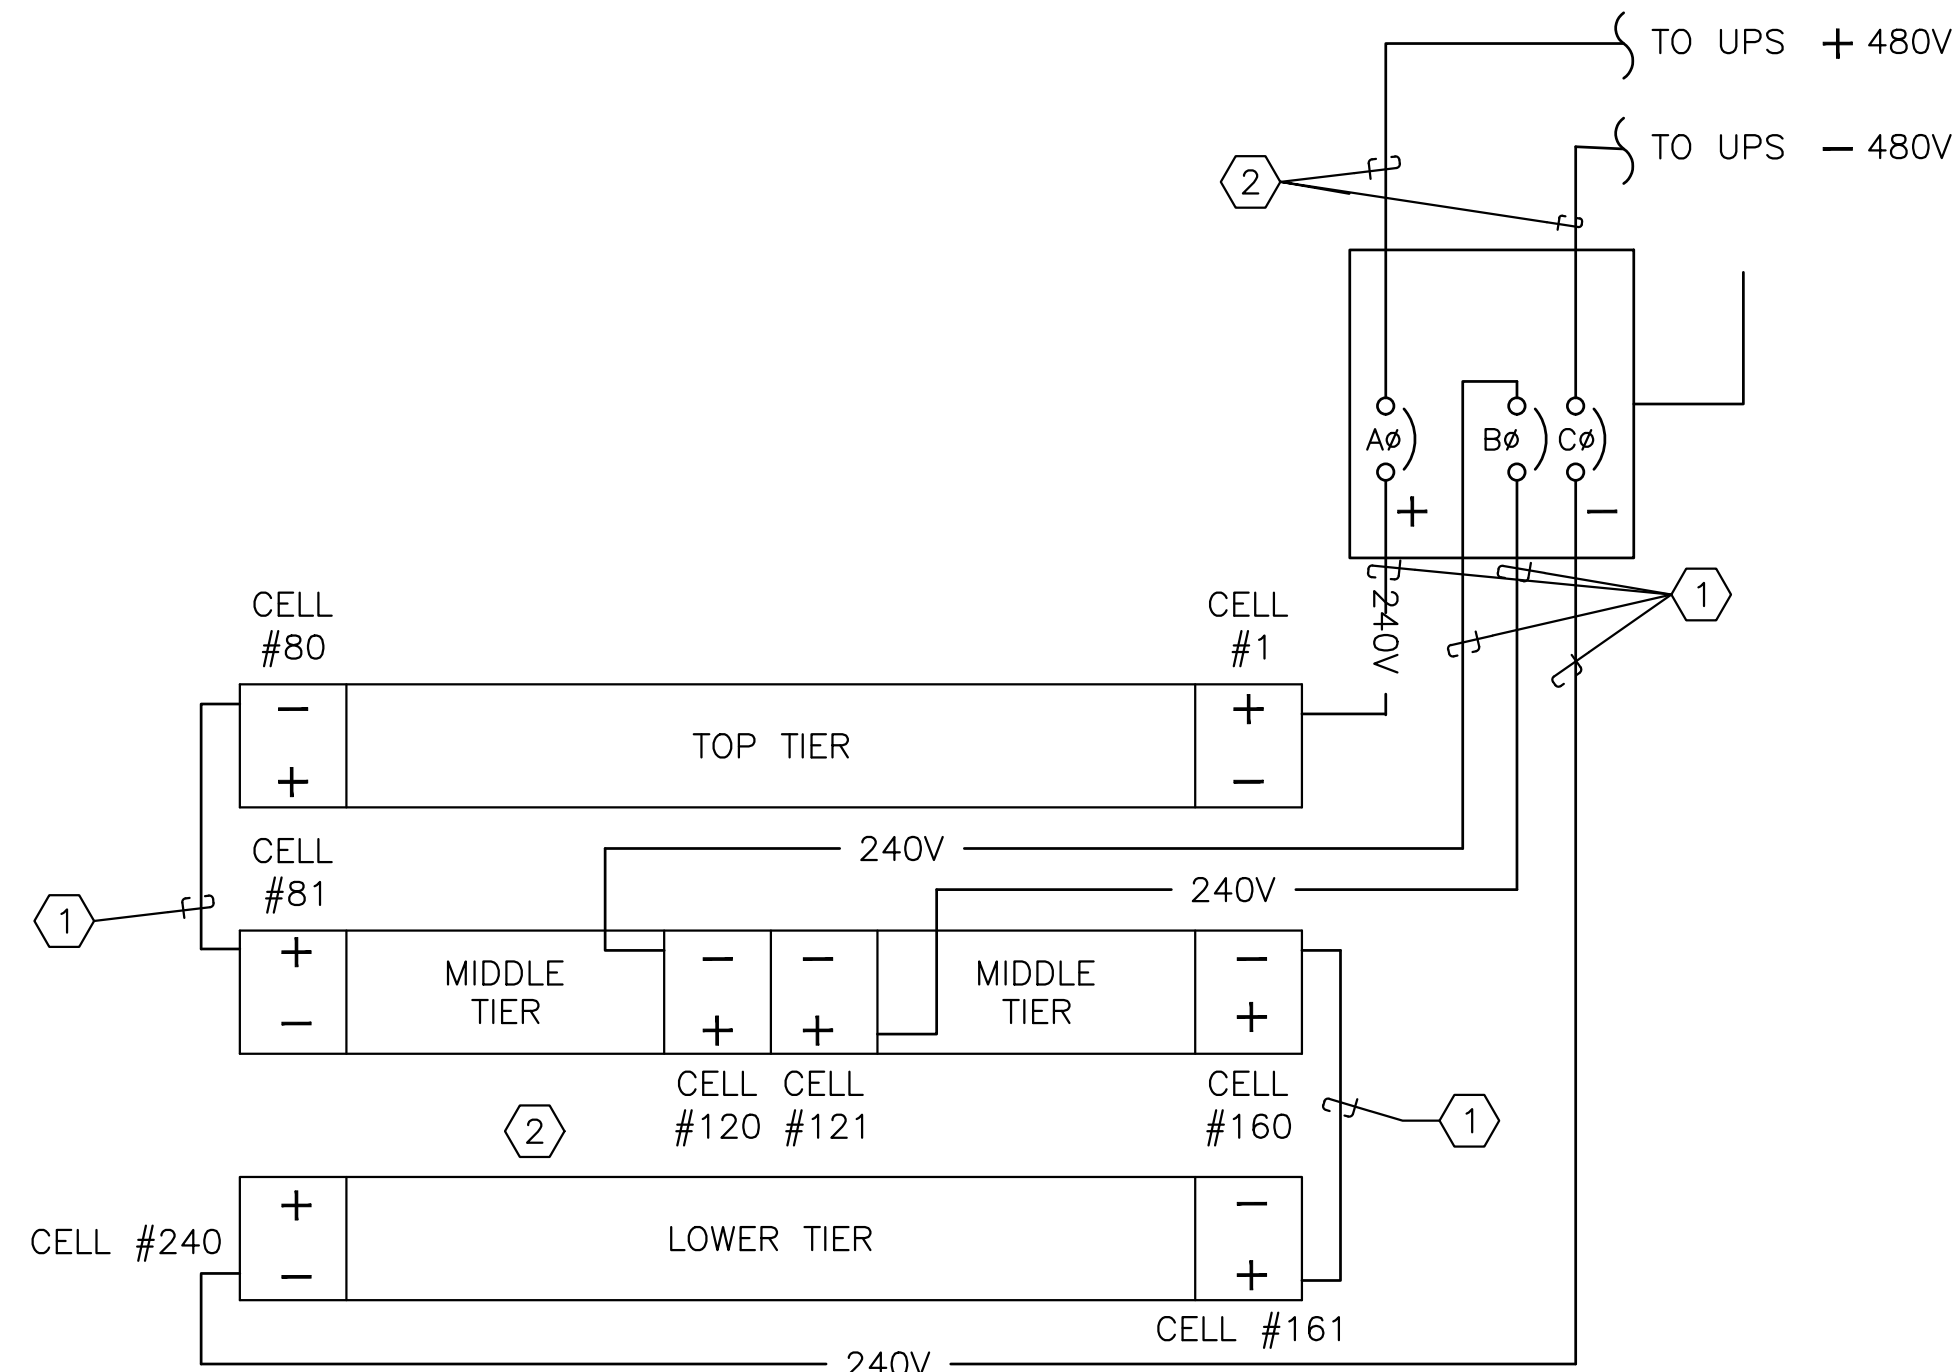 TO UPS + 480V
TO UPS – 480V
2
AØ
BØ
CØ
+
–
1
240V
CELL
#80
CELL
#1
–
+
TOP TIER
+
–
240V
240V
CELL
#81
1
+
–
MIDDLE
TIER
–
+
–
+
MIDDLE
TIER
–
+
CELL
#120
CELL
#121
CELL
#160
2
1
CELL #240
+
–
LOWER TIER
–
+
CELL #161
240V